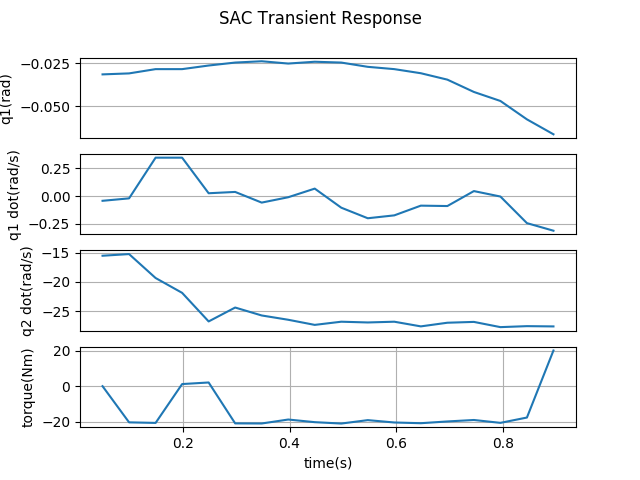 SAC Transient Response
q1(rad)
−0.025
−0.050
q1 dot(rad/s)
0.25
0.00
−0.25
q2 dot(rad/s)
−15
−20
−25
torque(Nm)
20
0
−20
0.2 0.4 0.6 0.8
time(s)